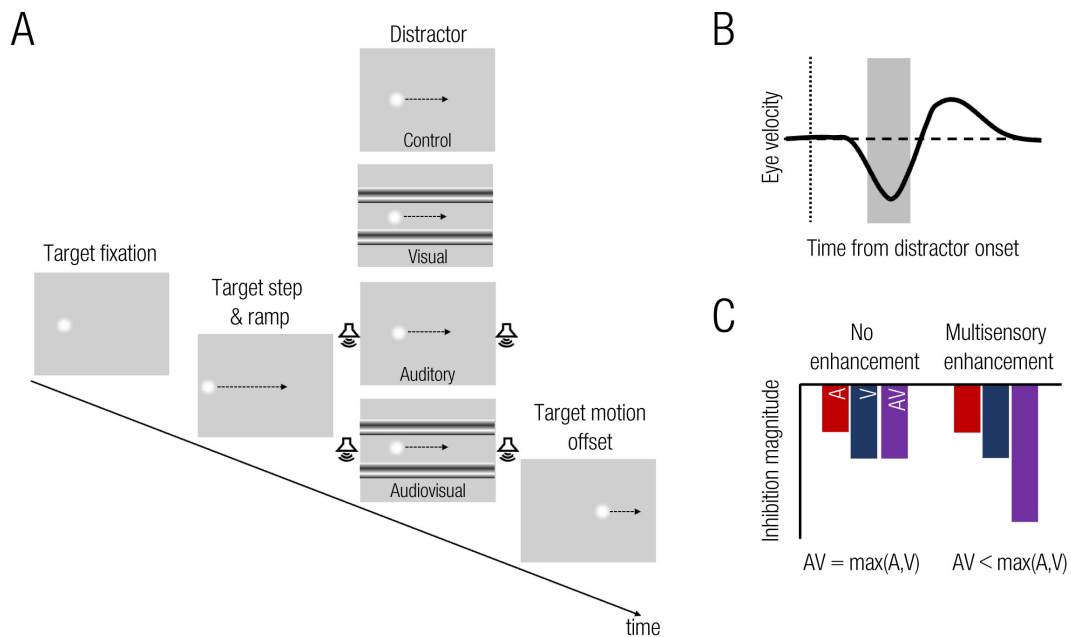 A
Distractor
Control
Visual
Auditory
Audiovisual
Target fixation
Target step
& ramp
Target motion
offset
time
B
Eye velocity
Time from distractor onset
C
No
enhancement
Multisensory
enhancement
Inhibition magnitude
A
V
AV
AV = max(A,V)
AV < max(A,V)